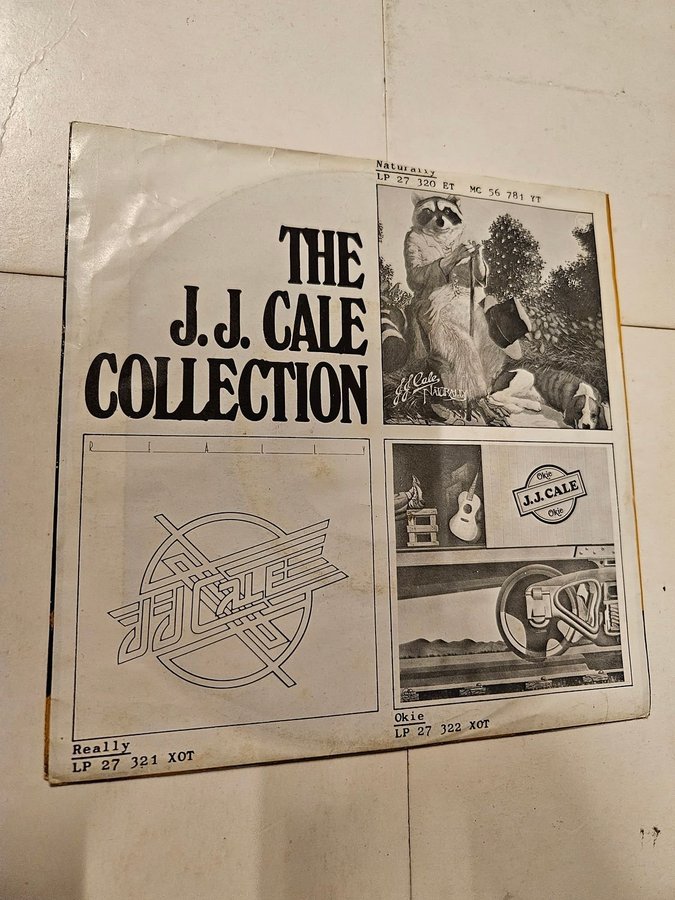 THE
J.J. CALE
COLLECTION
Naturally
LP 27 320 ET MC 56 781 YT
J.J. Cale
NATURALLY
REALLY
JJ CALE
Really
LP 27 321 XOT
Okie
J.J. CALE
Okie
Okie
LP 27 322 XOT